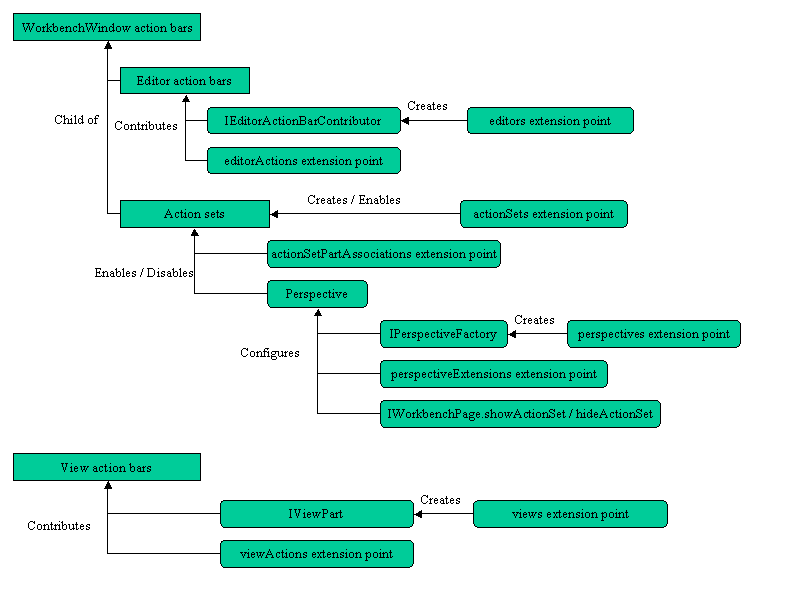 WorkbenchWindow action bars
Editor action bars
Child of
Contributes
Creates
IEditorActionBarContributor
editors extension point
editorActions extension point
Creates / Enables
Action sets
actionSets extension point
actionSetPartAssociations extension point
Enables / Disables
Perspective
Creates
IPerspectiveFactory
perspectives extension point
Configures
perspectiveExtensions extension point
IWorkbenchPage.showActionSet / hideActionSet
View action bars
Creates
IViewPart
views extension point
Contributes
viewActions extension point